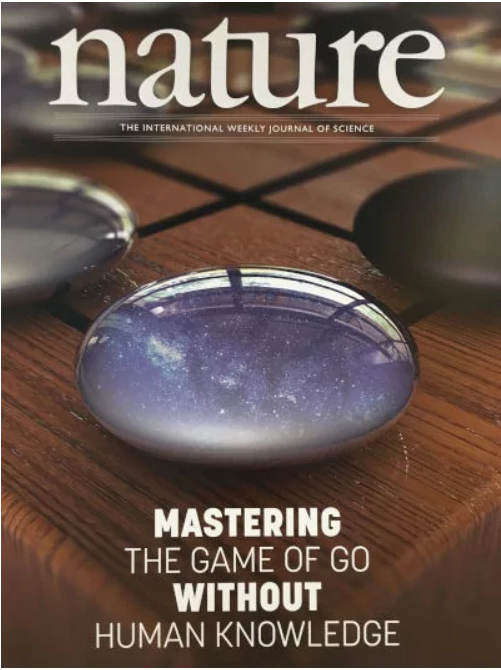 nature
THE INTERNATIONAL WEEKLY JOURNAL OF SCIENCE
MASTERING
THE GAME OF GO
WITHOUT
HUMAN KNOWLEDGE